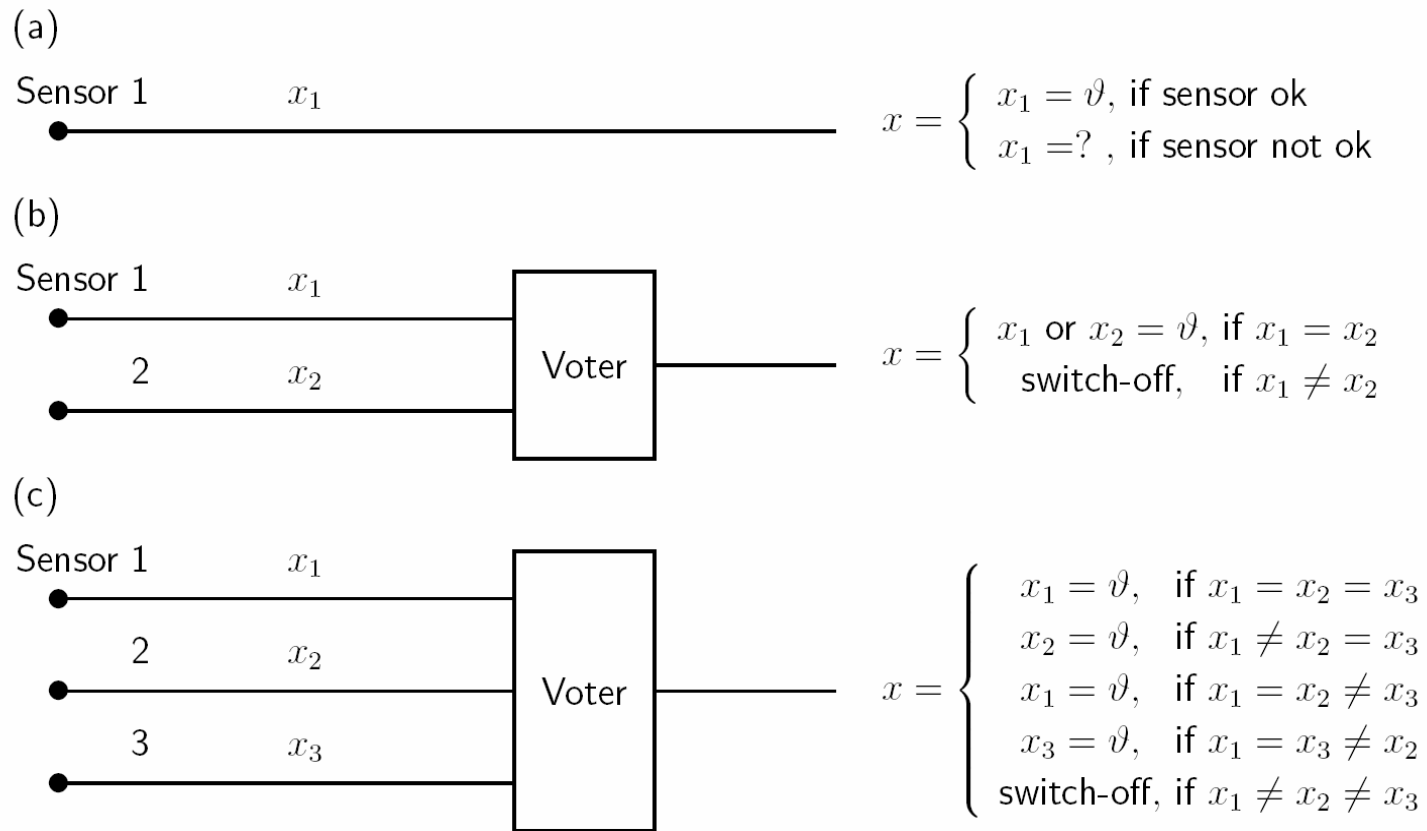 (a)
Sensor 1 x₁
x = { x₁ = ϑ, if sensor ok
x₁ =? , if sensor not ok
(b)
Sensor 1 x₁
2 x₂
Voter
x = { x₁ or x₂ = ϑ, if x₁ = x₂
switch-off, if x₁ ≠ x₂
(c)
Sensor 1 x₁
2 x₂
3 x₃
Voter
x = { x₁ = ϑ, if x₁ = x₂ = x₃
x₂ = ϑ, if x₁ ≠ x₂ = x₃
x₁ = ϑ, if x₁ = x₂ ≠ x₃
x₃ = ϑ, if x₁ = x₃ ≠ x₂
switch-off, if x₁ ≠ x₂ ≠ x₃